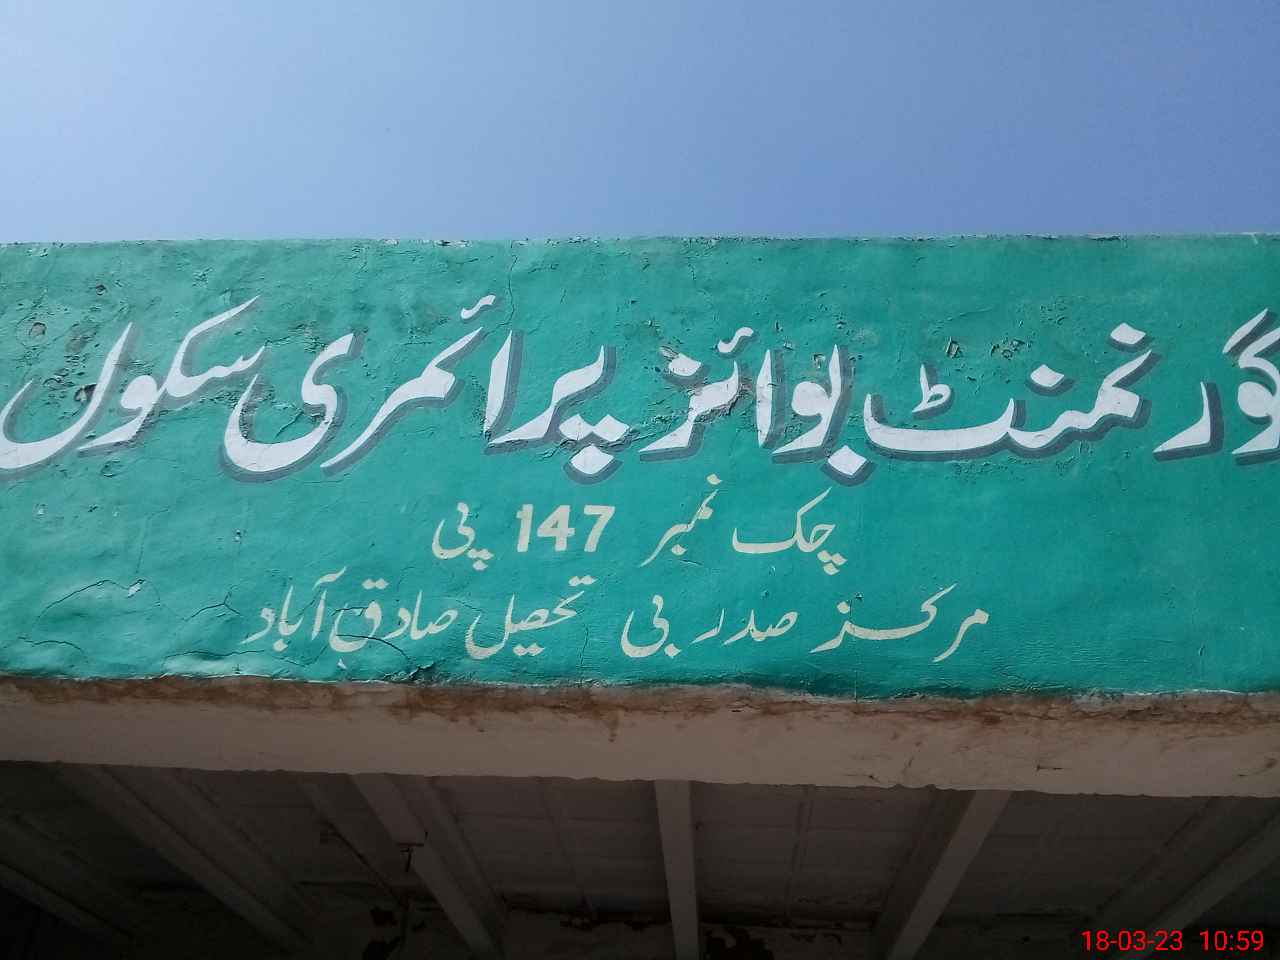 گورنمنٹ بوائز پرائمری سکول
چک نمبر 147 پی
مرکز صدر بی تحصیل صادق آباد
18-03-23 10:59